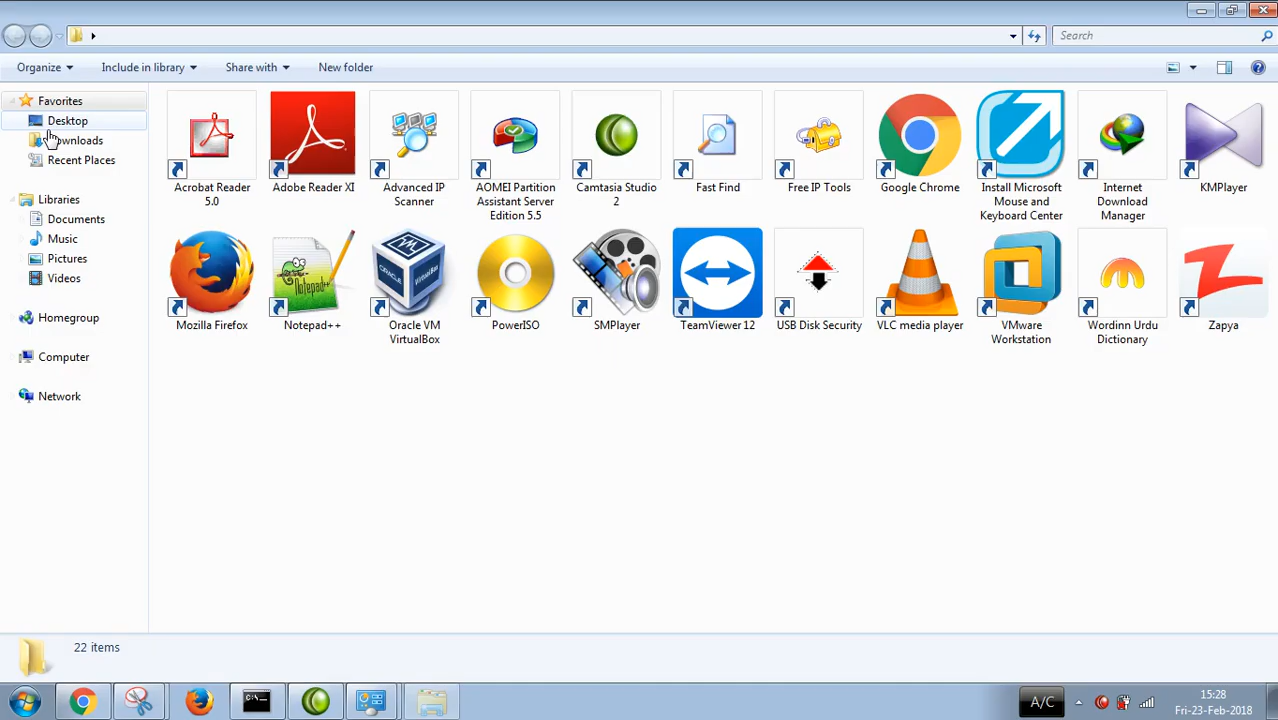 Search
Organize
Include in library
Share with
New folder
Favorites
Desktop
ownloads
Recent Places
Libraries
Documents
Music
Pictures
Videos
Homegroup
Computer
Network
Acrobat Reader
5.0
Adobe Reader XI
Advanced IP
Scanner
AOMEI Partition
Assistant Server
Edition 5.5
Camtasia Studio
2
Fast Find
Free IP Tools
Google Chrome
Install Microsoft
Mouse and
Keyboard Center
Internet
Download
Manager
KMPlayer
Mozilla Firefox
Notepad++
ORACLE
Oracle VM
VirtualBox
PowerISO
SMPlayer
TeamViewer 12
USB Disk Security
VLC media player
VMware
Workstation
Wordinn Urdu
Dictionary
Zapya
22 items
A/C
15:28
Fri-23-Feb-2018